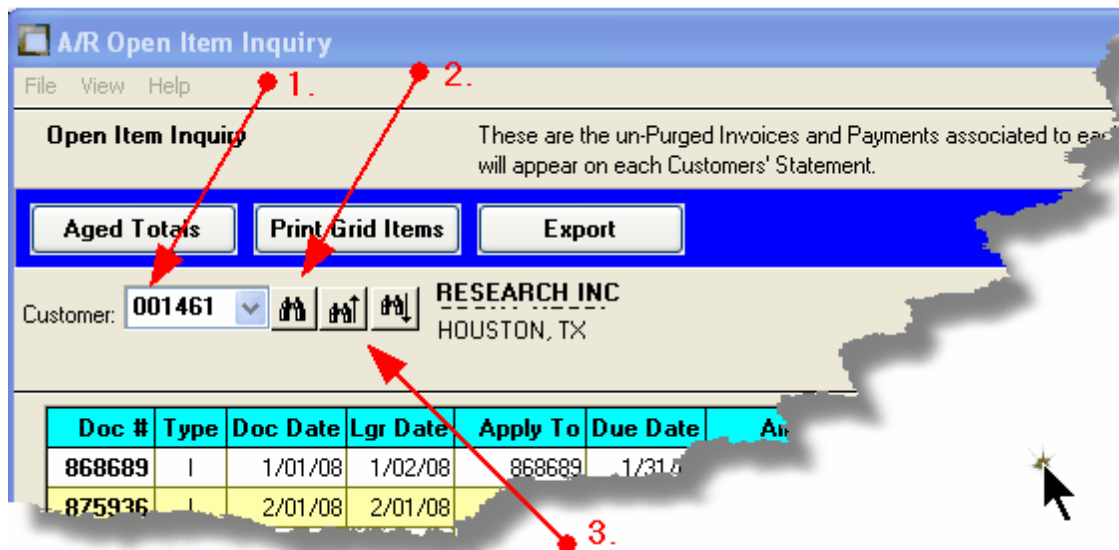 A/R Open Item Inquiry
File View Help
1.
2.
Open Item Inquiry
These are the un-Purged Invoices and Payments associated to
will appear on each Customers' Statement.
Aged Totals Print Grid Items Export
Customer: 001461
RESEARCH INC
HOUSTON, TX
Doc # Type Doc Date Lgr Date Apply To Due Date
868689 I 1/01/08 1/02/08 868689
875936 I 2/01/08 2/01/08
3.